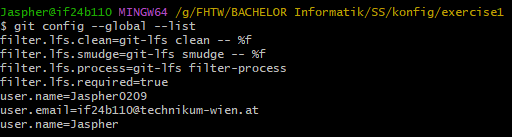 Jaspher@if24b110 MINGW64 /g/FHTW/BACHELOR Informatik/SS/konfig/exercise1
$ git config --global --list
filter.lfs.clean=git-lfs clean -- %f
filter.lfs.smudge=git-lfs smudge -- %f
filter.lfs.process=git-lfs filter-process
filter.lfs.required=true
user.name=Jaspher0209
user.email=if24b110@technikum-wien.at
user.name=Jaspher